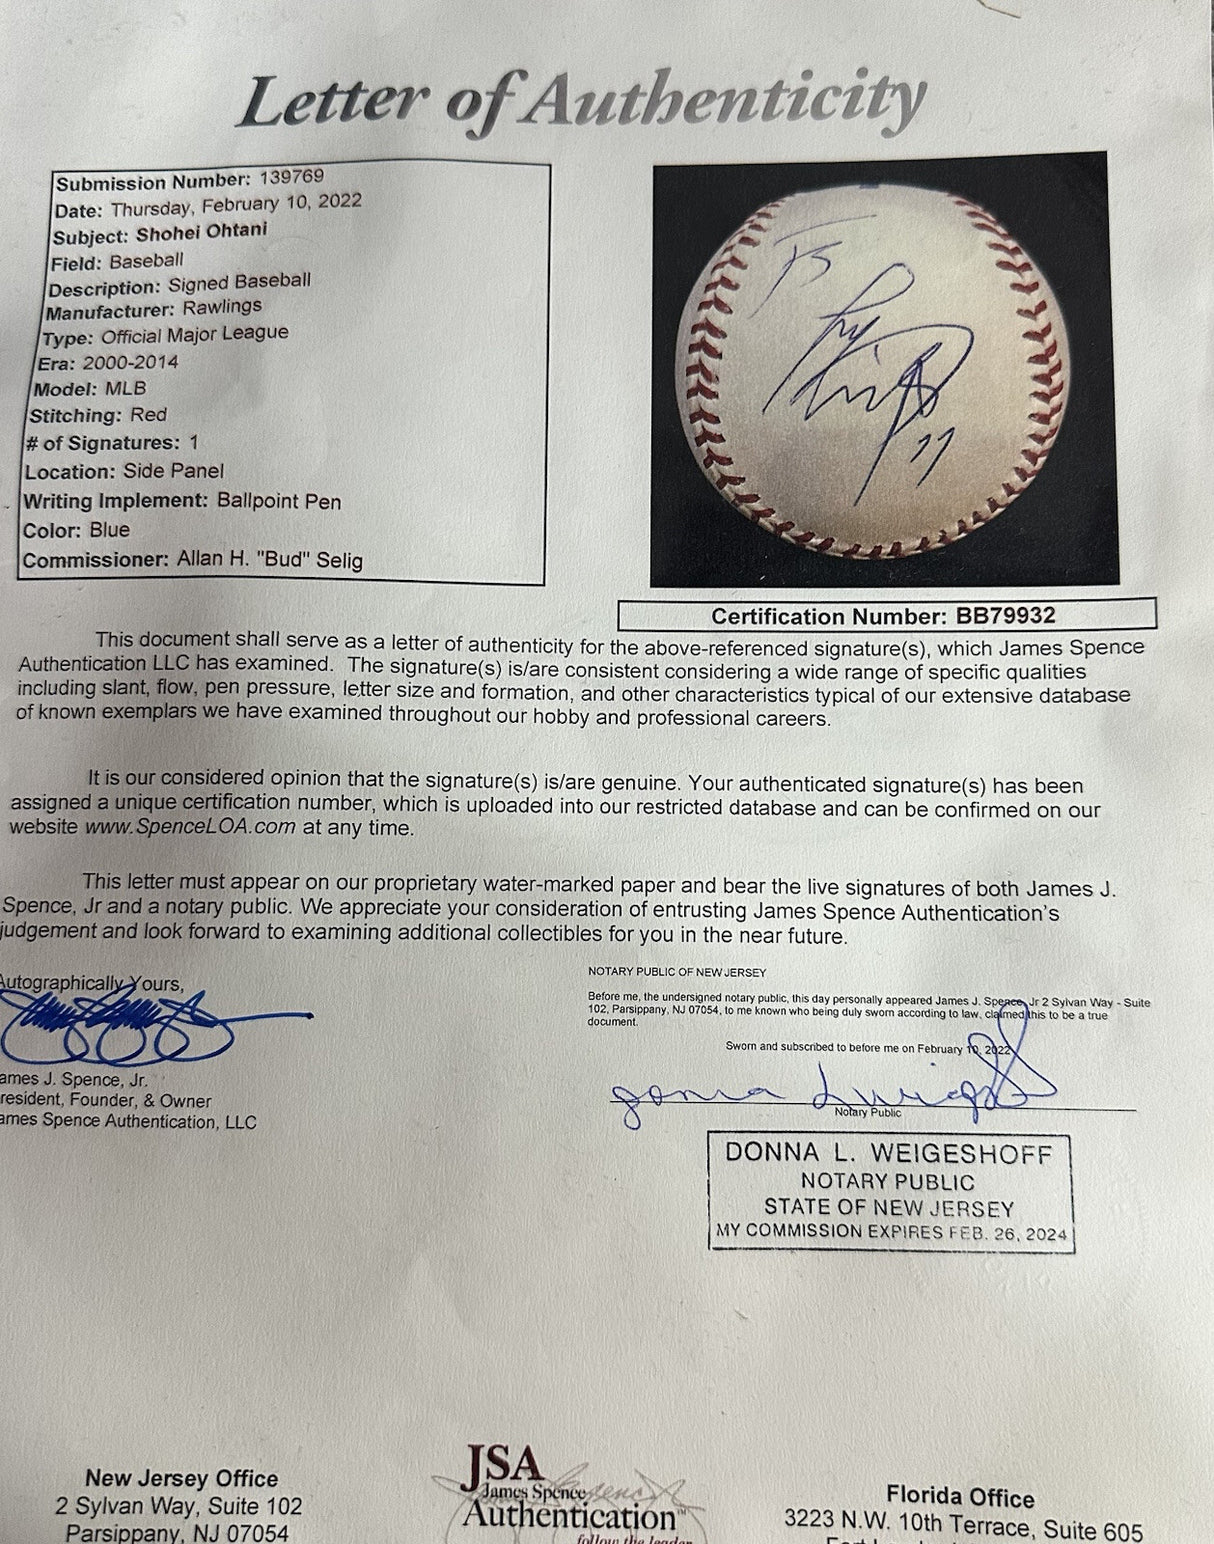 Letter of Authenticity
Submission Number: 139769
Date: Thursday, February 10, 2022
Subject: Shohei Ohtani
Field: Baseball
Description: Signed Baseball
Manufacturer: Rawlings
Type: Official Major League
Era: 2000-2014
Model: MLB
Stitching: Red
# of Signatures: 1
Location: Side Panel
Writing Implement: Ballpoint Pen
Color: Blue
Commissioner: Allan H. "Bud" Selig
Certification Number: BB79932
This document shall serve as a letter of authenticity for the above-referenced signature(s), which James Spence
Authentication LLC has examined. The signature(s) is/are consistent considering a wide range of specific qualities
including slant, flow, pen pressure, letter size and formation, and other characteristics typical of our extensive database
of known exemplars we have examined throughout our hobby and professional careers.
It is our considered opinion that the signature(s) is/are genuine. Your authenticated signature(s) has been
assigned a unique certification number, which is uploaded into our restricted database and can be confirmed on our
website www.SpenceLOA.com at any time.
This letter must appear on our proprietary water-marked paper and bear the live signatures of both James J.
Spence, Jr and a notary public. We appreciate your consideration of entrusting James Spence Authentication's
judgement and look forward to examining additional collectibles for you in the near future.
Autographically Yours,
ames J. Spence, Jr.
resident, Founder, & Owner
ames Spence Authentication, LLC
NOTARY PUBLIC OF NEW JERSEY
Before me, the undersigned notary public, this day personally appeared James J. Spence, Jr 2 Sylvan Way - Suite
102, Parsippany, NJ 07054, to me known who being duly sworn according to law, claimed this to be a true
document.
Sworn and subscribed to before me on February 10, 2022
Notary Public
DONNA L. WEIGESHOFF
NOTARY PUBLIC
STATE OF NEW JERSEY
MY COMMISSION EXPIRES FEB. 26, 2024
New Jersey Office
2 Sylvan Way, Suite 102
Parsippany, NJ 07054
JSA
James Spence
Authentication™
follow the leader
Florida Office
3223 N.W. 10th Terrace, Suite 605